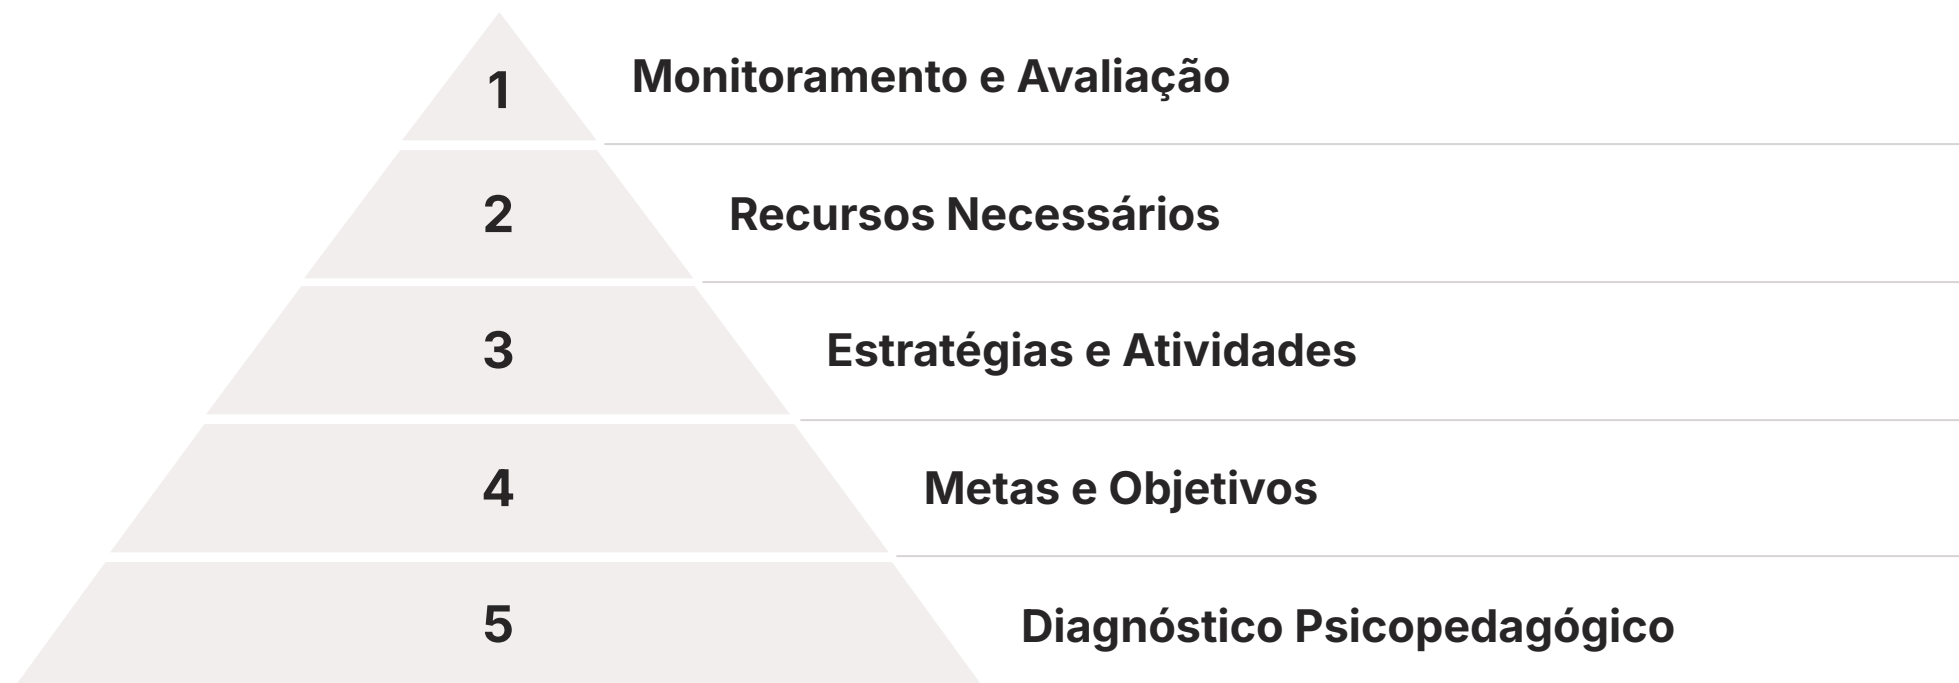 1 Monitoramento e Avaliação
2 Recursos Necessários
3 Estratégias e Atividades
4 Metas e Objetivos
5 Diagnóstico Psicopedagógico